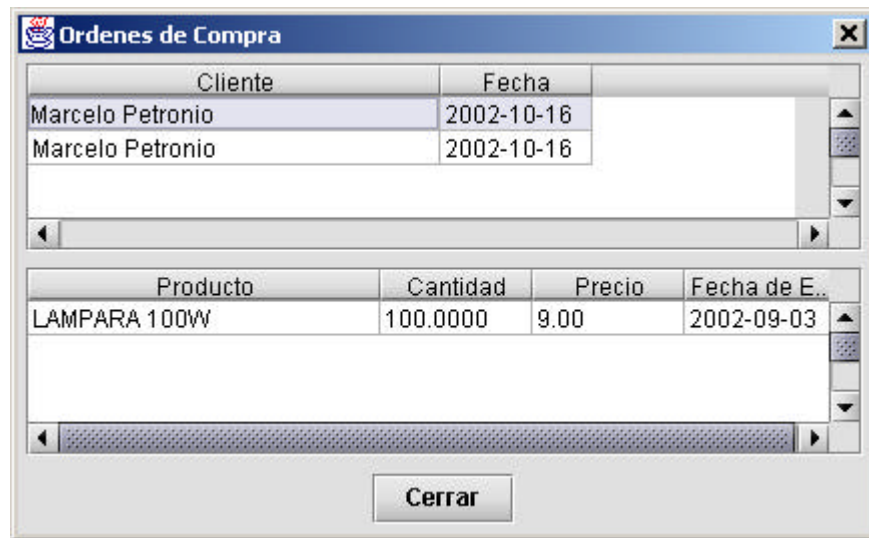 Ordenes de Compra
Cliente Fecha
Marcelo Petronio 2002-10-16
Marcelo Petronio 2002-10-16
Producto Cantidad Precio Fecha de E..
LAMPARA 100W 100.0000 9.00 2002-09-03
Cerrar